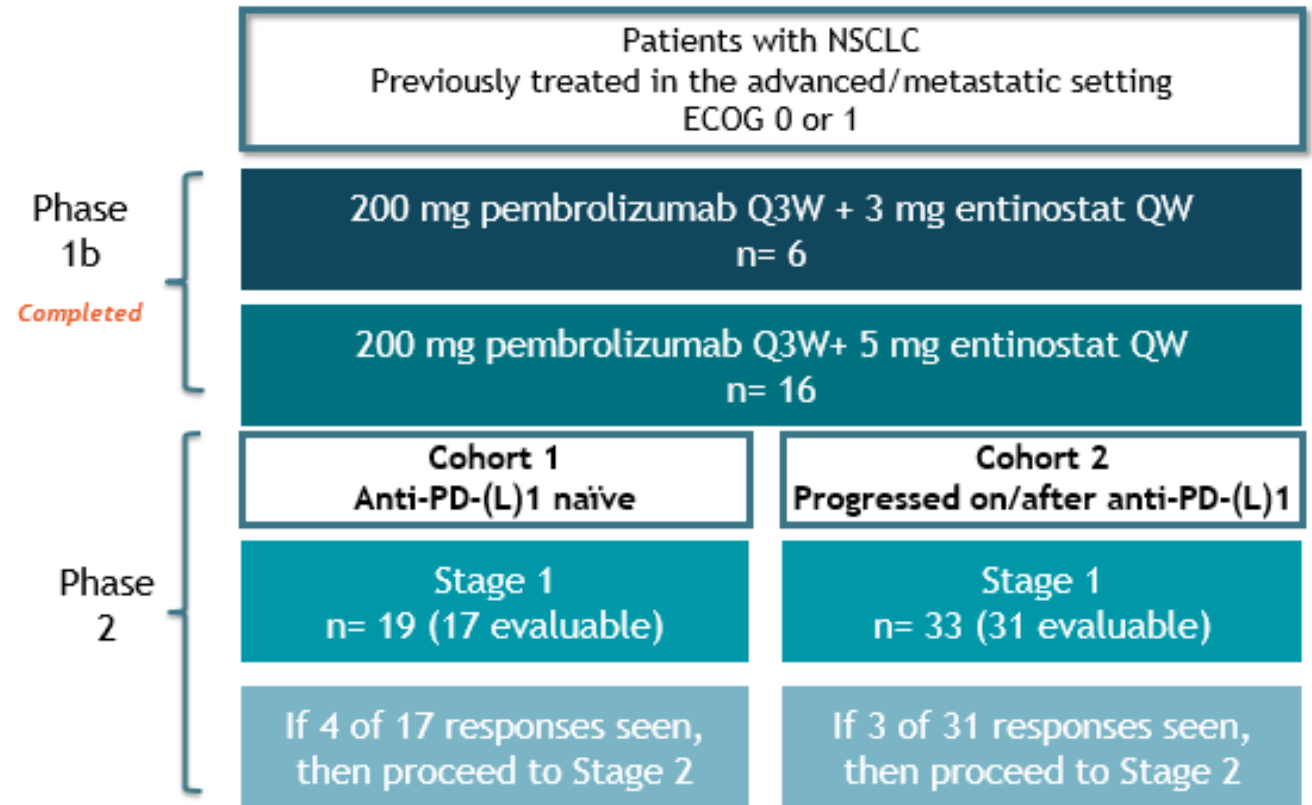 Patients with NSCLC
Previously treated in the advanced/metastatic setting
ECOG 0 or 1
Phase
1b
Completed
200 mg pembrolizumab Q3W + 3 mg entinostat QW
n= 6
200 mg pembrolizumab Q3W+ 5 mg entinostat QW
n= 16
Phase
2
Cohort 1
Anti-PD-(L)1 naïve
Cohort 2
Progressed on/after anti-PD-(L)1
Stage 1
n= 19 (17 evaluable)
Stage 1
n= 33 (31 evaluable)
If 4 of 17 responses seen,
then proceed to Stage 2
If 3 of 31 responses seen,
then proceed to Stage 2